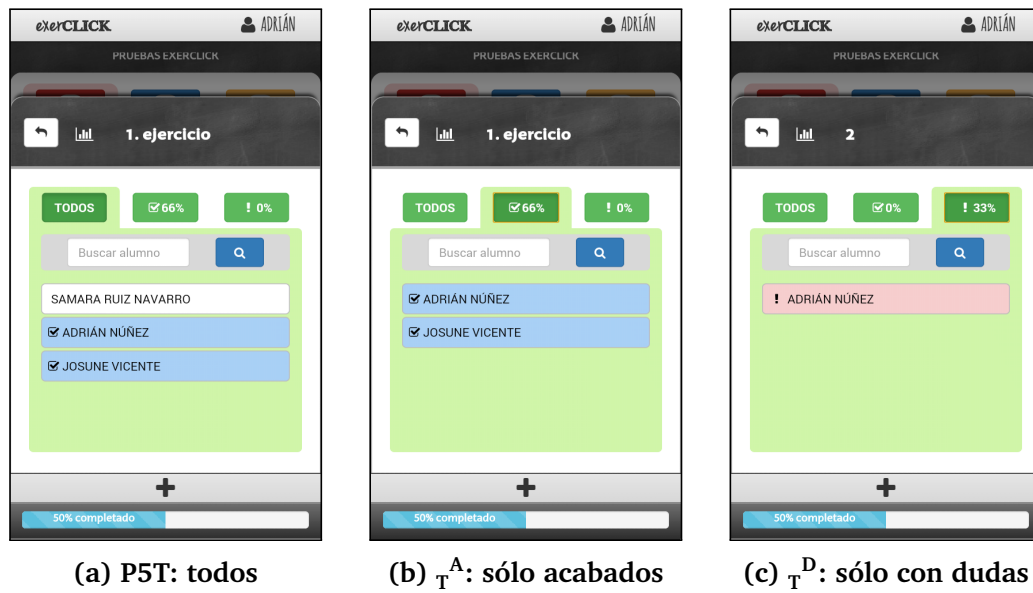 exerCLICK ADRIÁN
PRUEBAS EXERCLICK
1. ejercicio
TODOS 66% ! 0%
Buscar alumno
SAMARA RUIZ NAVARRO
ADRIÁN NÚÑEZ
JOSUNE VICENTE
+
50% completado
(a) P5T: todos
exerCLICK ADRIÁN
PRUEBAS EXERCLICK
1. ejercicio
TODOS 66% ! 0%
Buscar alumno
ADRIÁN NÚÑEZ
JOSUNE VICENTE
+
50% completado
(b) T^A: sólo acabados
exerCLICK ADRIÁN
PRUEBAS EXERCLICK
2
TODOS 0% ! 33%
Buscar alumno
! ADRIÁN NÚÑEZ
+
50% completado
(c) T^D: sólo con dudas